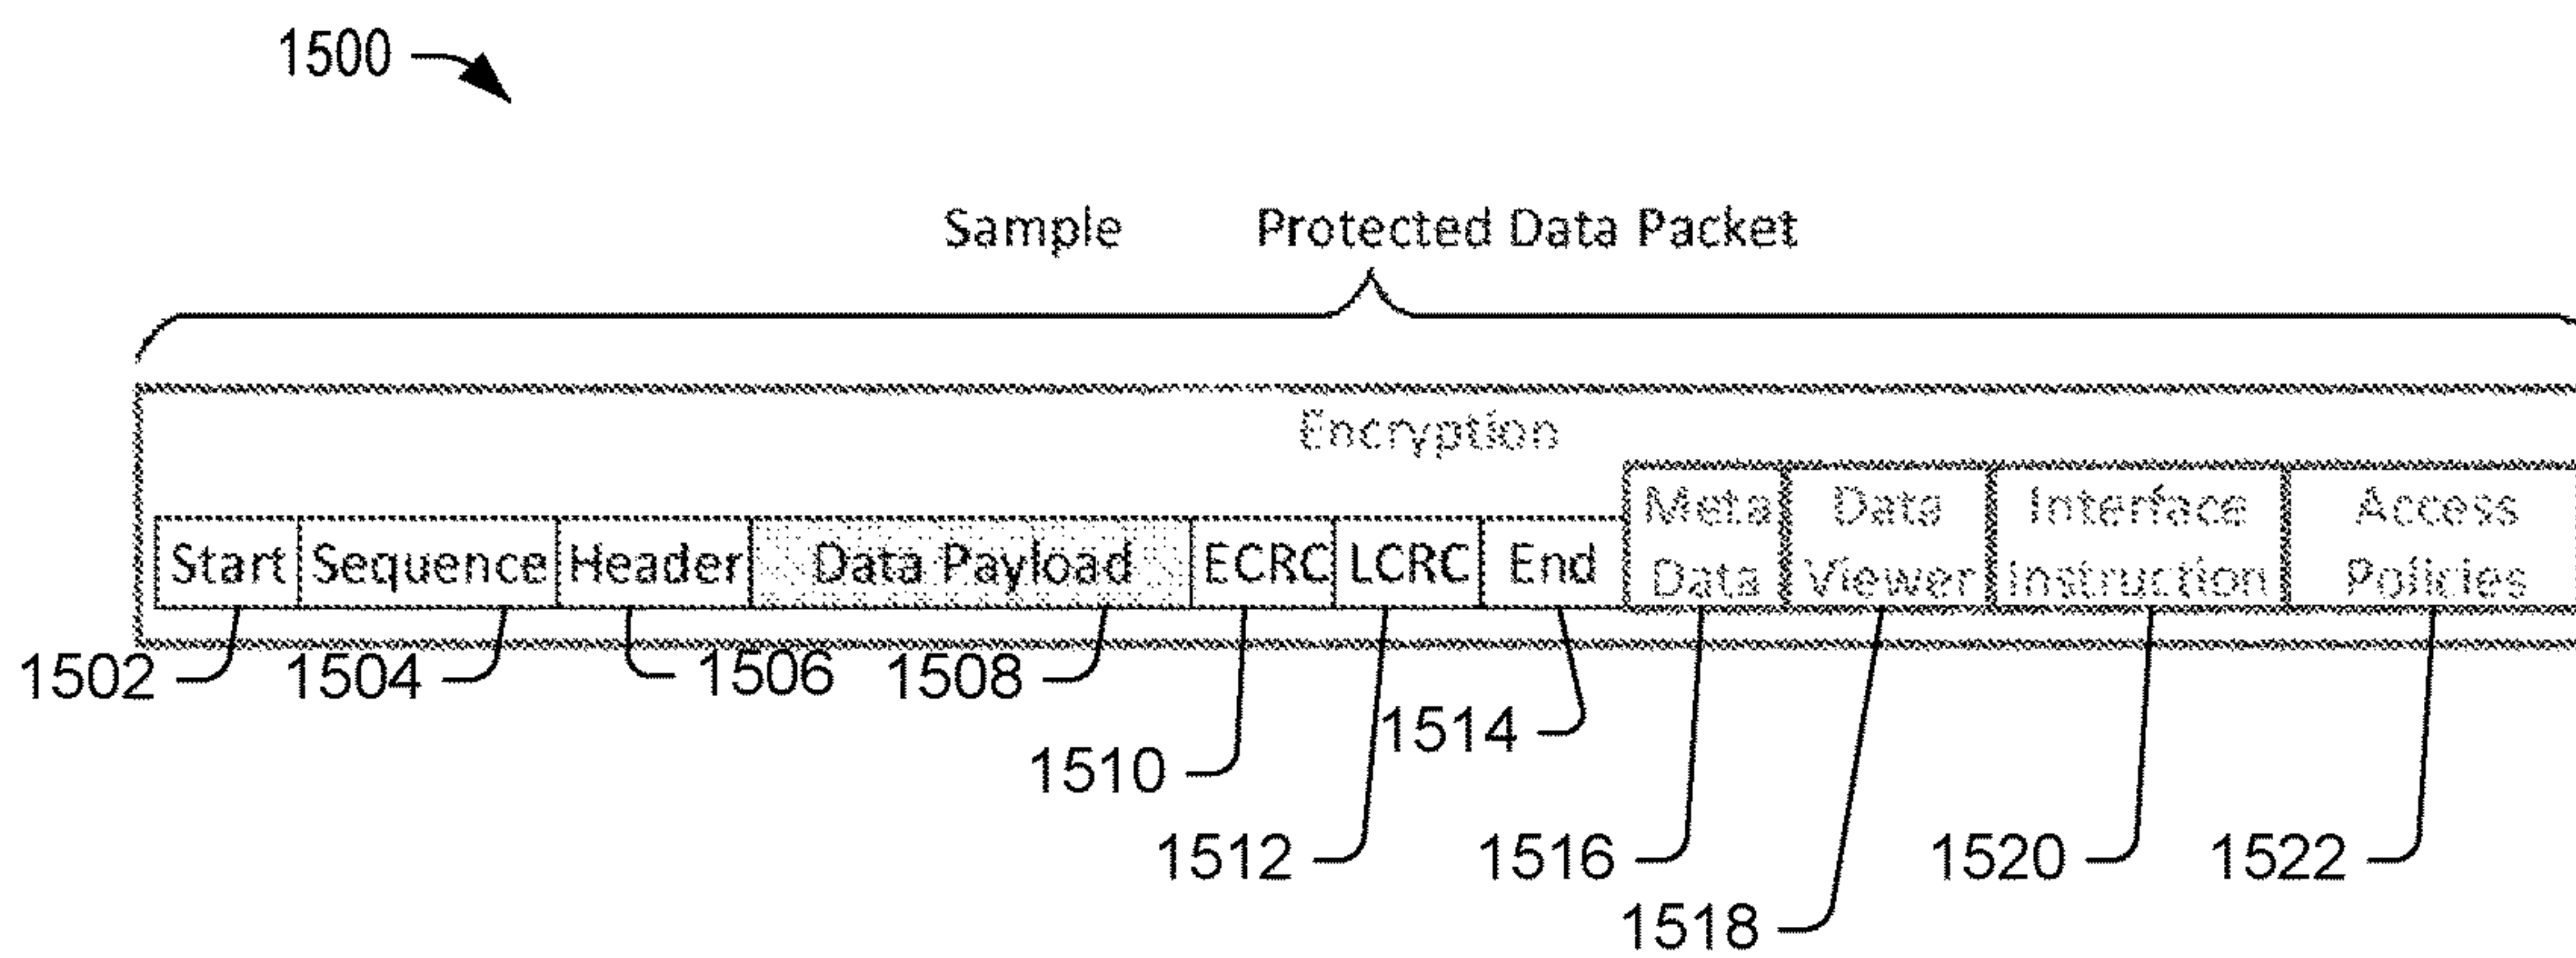 1500
Sample Protected Data Packet
Encryption
Start Sequence Header Data Payload ECRC LCRC End
Meta Data
Data Viewer
Interface Instruction
Access Policies
1502 1504 1506 1508
1514
1510
1512 1516 1520 1522
1518